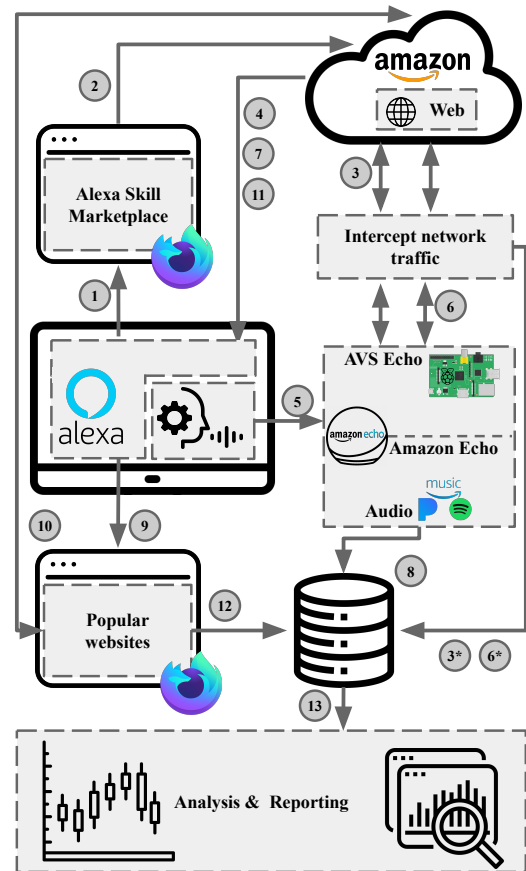 amazon
Web
2
4
7
11
3
Alexa Skill
Marketplace
Intercept network
traffic
1
6
AVS Echo
alexa
5
amazon echo
Amazon Echo
music
Audio
10
9
8
Popular
websites
12
3*
6*
13
Analysis & Reporting